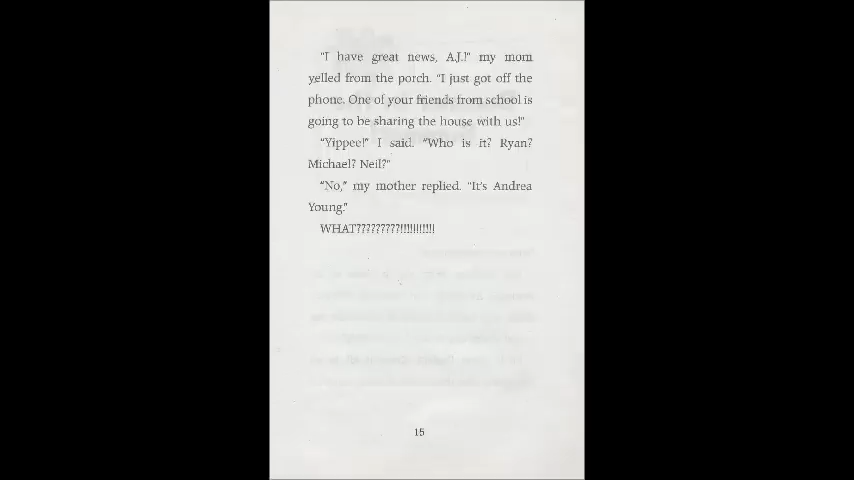 "I have great news, A.J.!" my mom
yelled from the porch. "I just got off the
phone. One of your friends from school is
going to be sharing the house with us!"
"Yippee!" I said. "Who is it? Ryan?
Michael? Neil?"
"No," my mother replied. "It's Andrea
Young."
WHAT?????????!!!!!!!!!!!
15